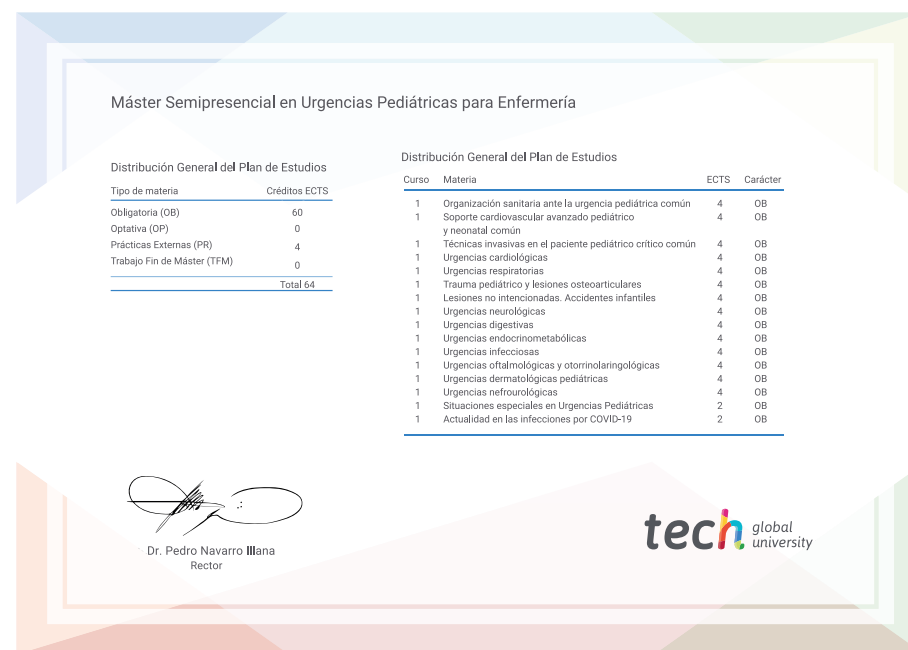 Máster Semipresencial en Urgencias Pediátricas para Enfermería
Distribución General del Plan de Estudios
Tipo de materia Créditos ECTS
Obligatoria (OB) 60
Optativa (OP) 0
Prácticas Externas (PR) 4
Trabajo Fin de Máster (TFM) 0
Total 64
Distribución General del Plan de Estudios
Curso Materia ECTS Carácter
1 Organización sanitaria ante la urgencia pediátrica común 4 OB
1 Soporte cardiovascular avanzado pediátrico 4 OB
y neonatal común
1 Técnicas invasivas en el paciente pediátrico crítico común 4 OB
1 Urgencias cardiológicas 4 OB
1 Urgencias respiratorias 4 OB
1 Trauma pediátrico y lesiones osteoarticulares 4 OB
1 Lesiones no intencionadas. Accidentes infantiles 4 OB
1 Urgencias neurológicas 4 OB
1 Urgencias digestivas 4 OB
1 Urgencias endocrinometabólicas 4 OB
1 Urgencias infecciosas 4 OB
1 Urgencias oftalmológicas y otorrinolaringológicas 4 OB
1 Urgencias dermatológicas pediátricas 4 OB
1 Urgencias nefrourológicas 4 OB
1 Situaciones especiales en Urgencias Pediátricas 2 OB
1 Actualidad en las infecciones por COVID-19 2 OB
Dr. Pedro Navarro Illana
Rector
tech global
university